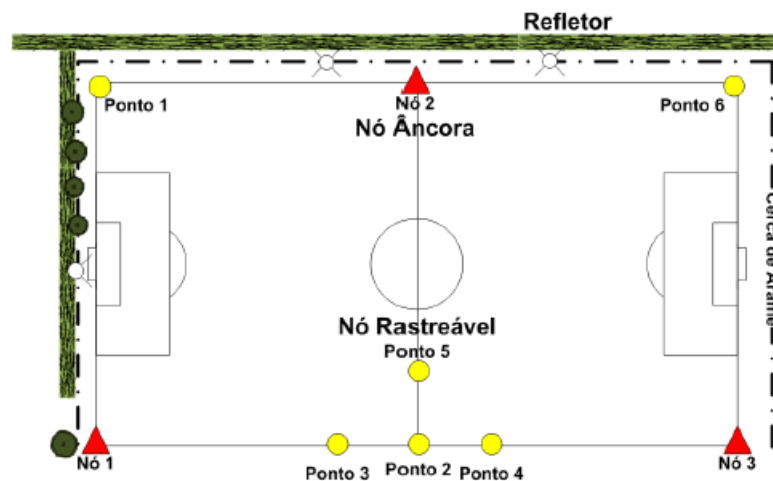 Refletor
Ponto 1
Nó 2
Ponto 6
Nó Âncora
Cerca de Arame
Nó Rastreável
Ponto 5
Nó 1
Ponto 3
Ponto 2
Ponto 4
Nó 3